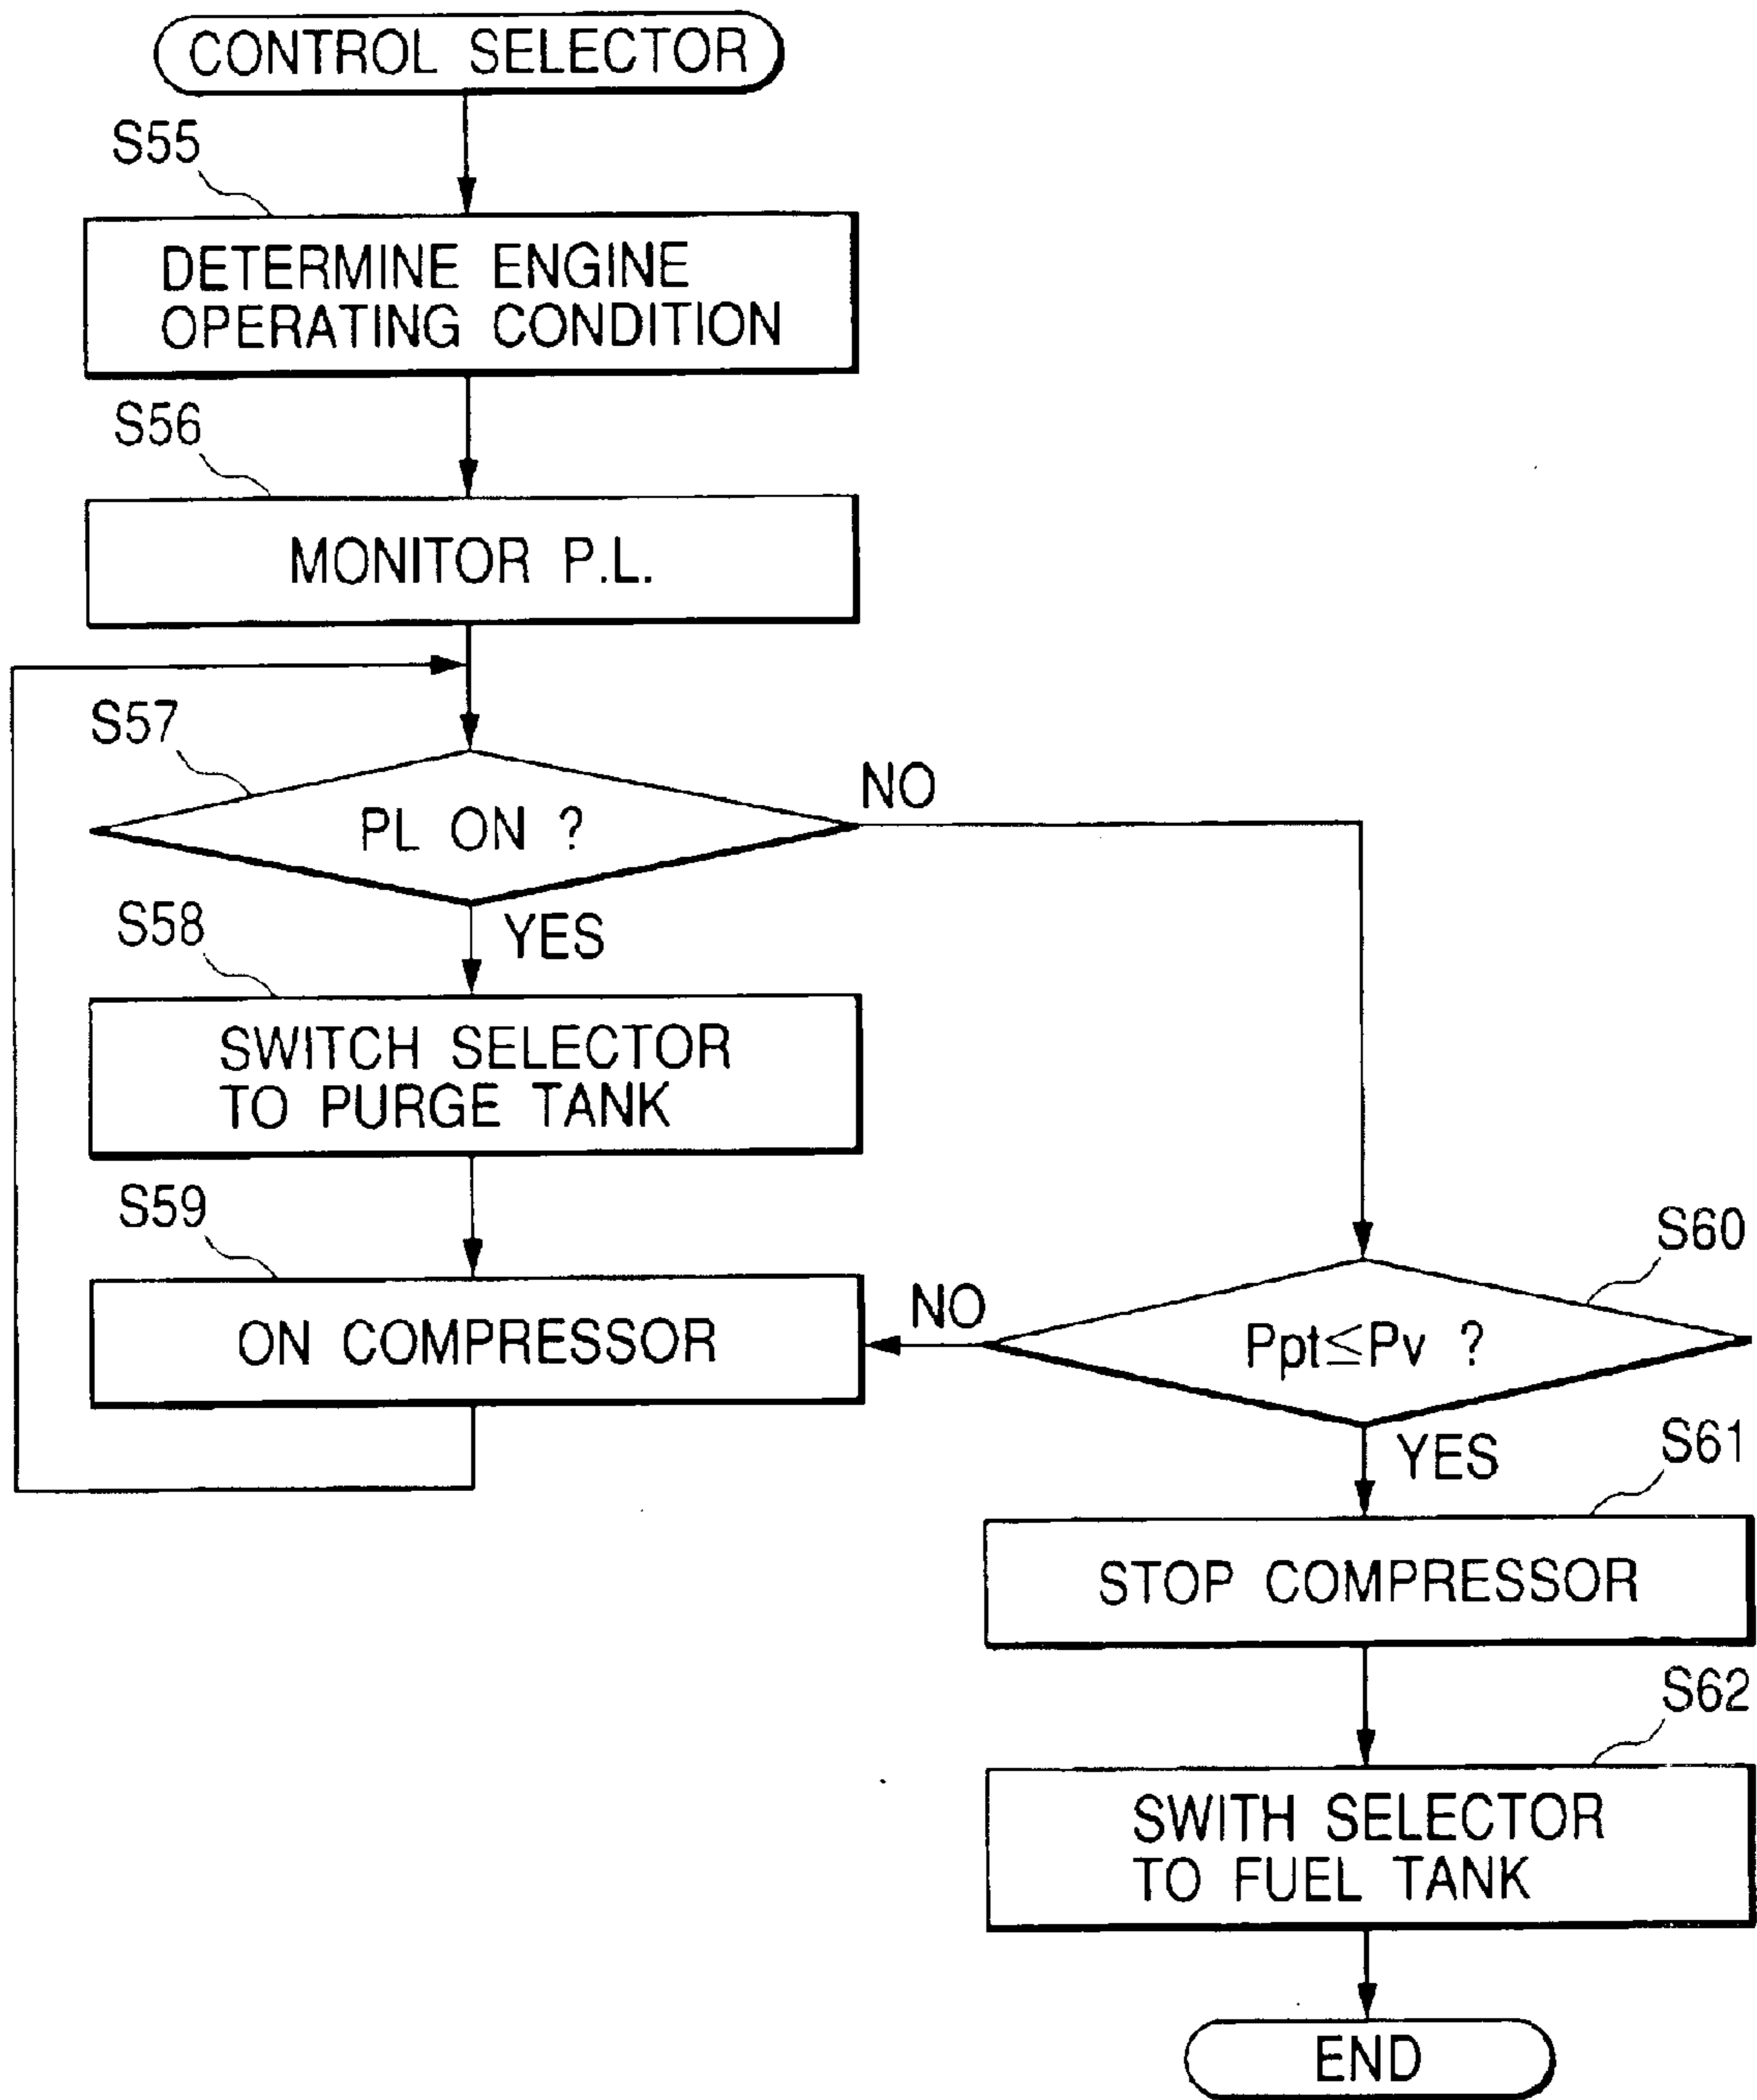 CONTROL SELECTOR
S55
DETERMINE ENGINE
OPERATING CONDITION
S56
MONITOR P.L.
S57
PL ON ?
NO
YES
S58
SWITCH SELECTOR
TO PURGE TANK
S59
ON COMPRESSOR
S60
NO
Ppt≦Pv ?
YES
S61
STOP COMPRESSOR
S62
SWITH SELECTOR
TO FUEL TANK
END